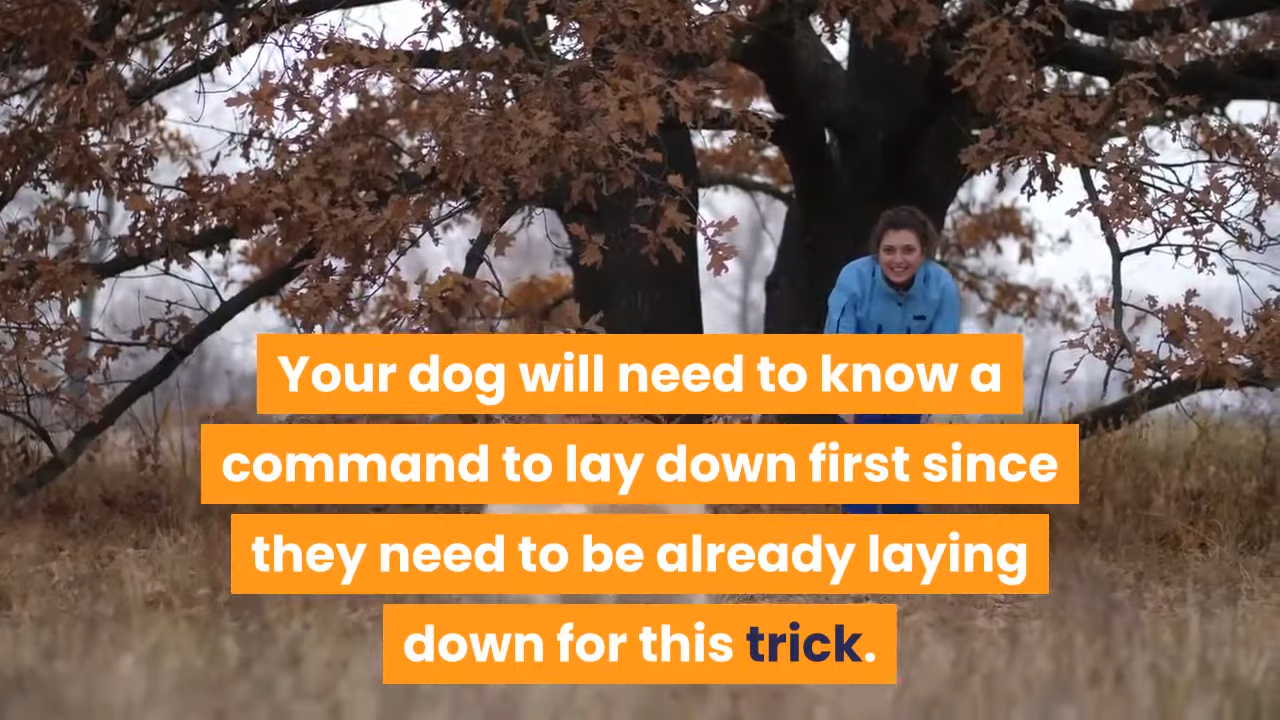 Your dog will need to know a
command to lay down first since
they need to be already laying
down for this trick.